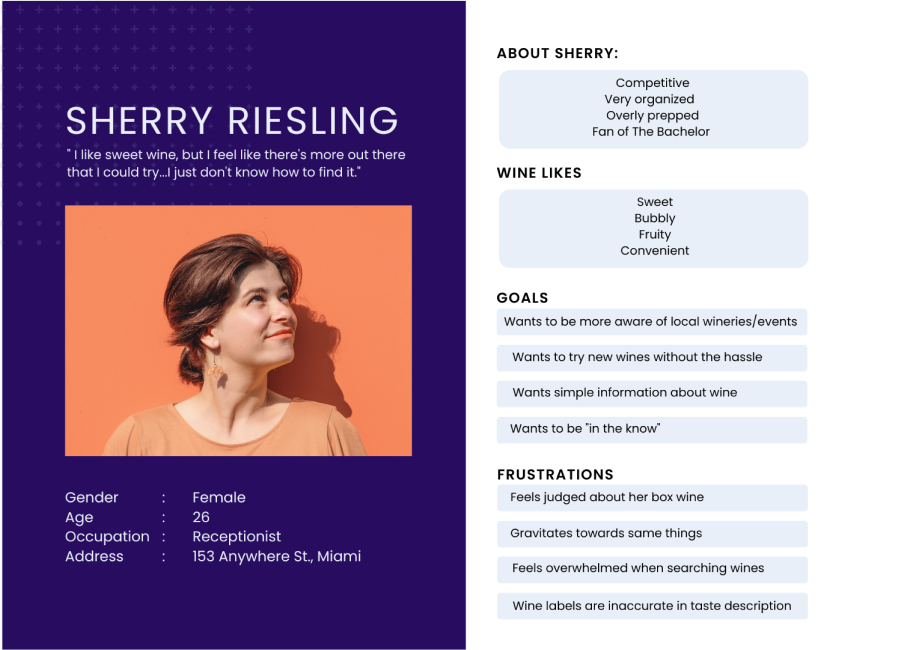 SHERRY RIESLING
" I like sweet wine, but I feel like there's more out there
that I could try...I just don't know how to find it."
Gender : Female
Age : 26
Occupation : Receptionist
Address : 153 Anywhere St., Miami
ABOUT SHERRY:
Competitive
Very organized
Overly prepped
Fan of The Bachelor
WINE LIKES
Sweet
Bubbly
Fruity
Convenient
GOALS
Wants to be more aware of local wineries/events
Wants to try new wines without the hassle
Wants simple information about wine
Wants to be "in the know"
FRUSTRATIONS
Feels judged about her box wine
Gravitates towards same things
Feels overwhelmed when searching wines
Wine labels are inaccurate in taste description